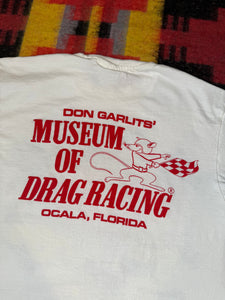 DON GARLITS'
MUSEUM
OF
DRAG RACING
®
OCALA, FLORIDA